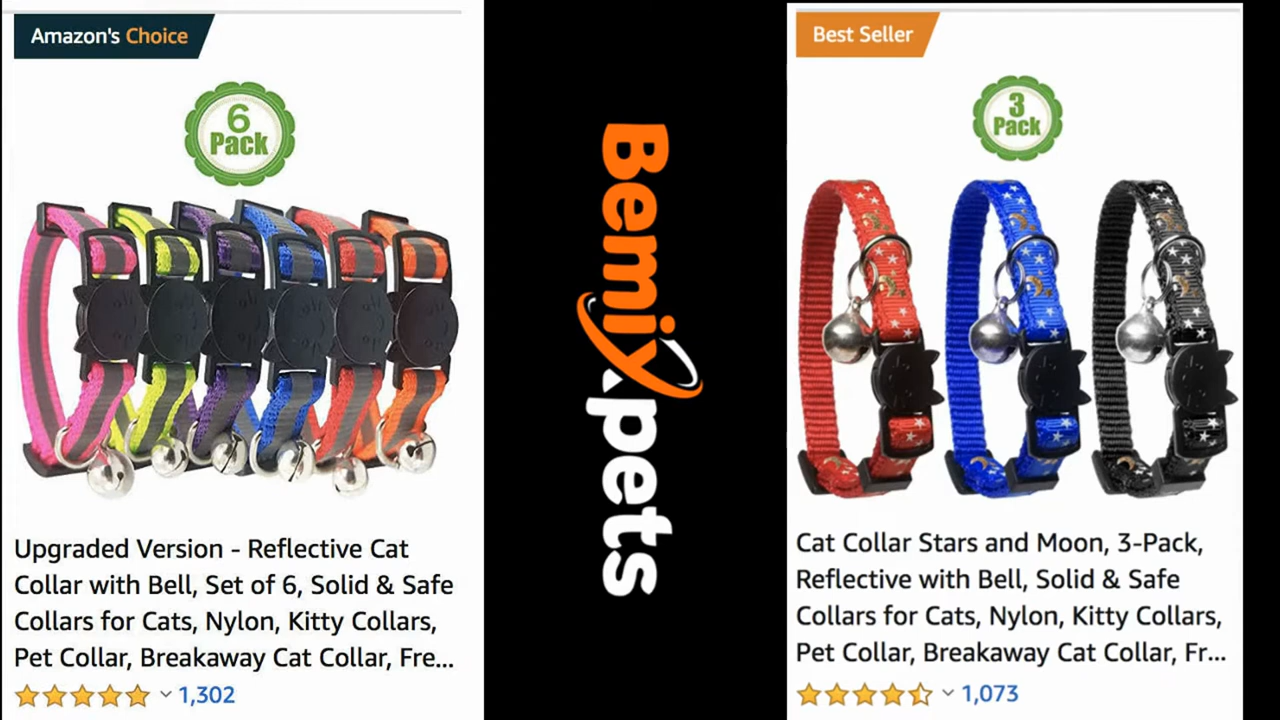 Amazon's Choice
6
Pack
Upgraded Version - Reflective Cat
Collar with Bell, Set of 6, Solid & Safe
Collars for Cats, Nylon, Kitty Collars,
Pet Collar, Breakaway Cat Collar, Fre...
1,302
Bemixpets
Best Seller
3
Pack
Cat Collar Stars and Moon, 3-Pack,
Reflective with Bell, Solid & Safe
Collars for Cats, Nylon, Kitty Collars,
Pet Collar, Breakaway Cat Collar, Fr...
1,073